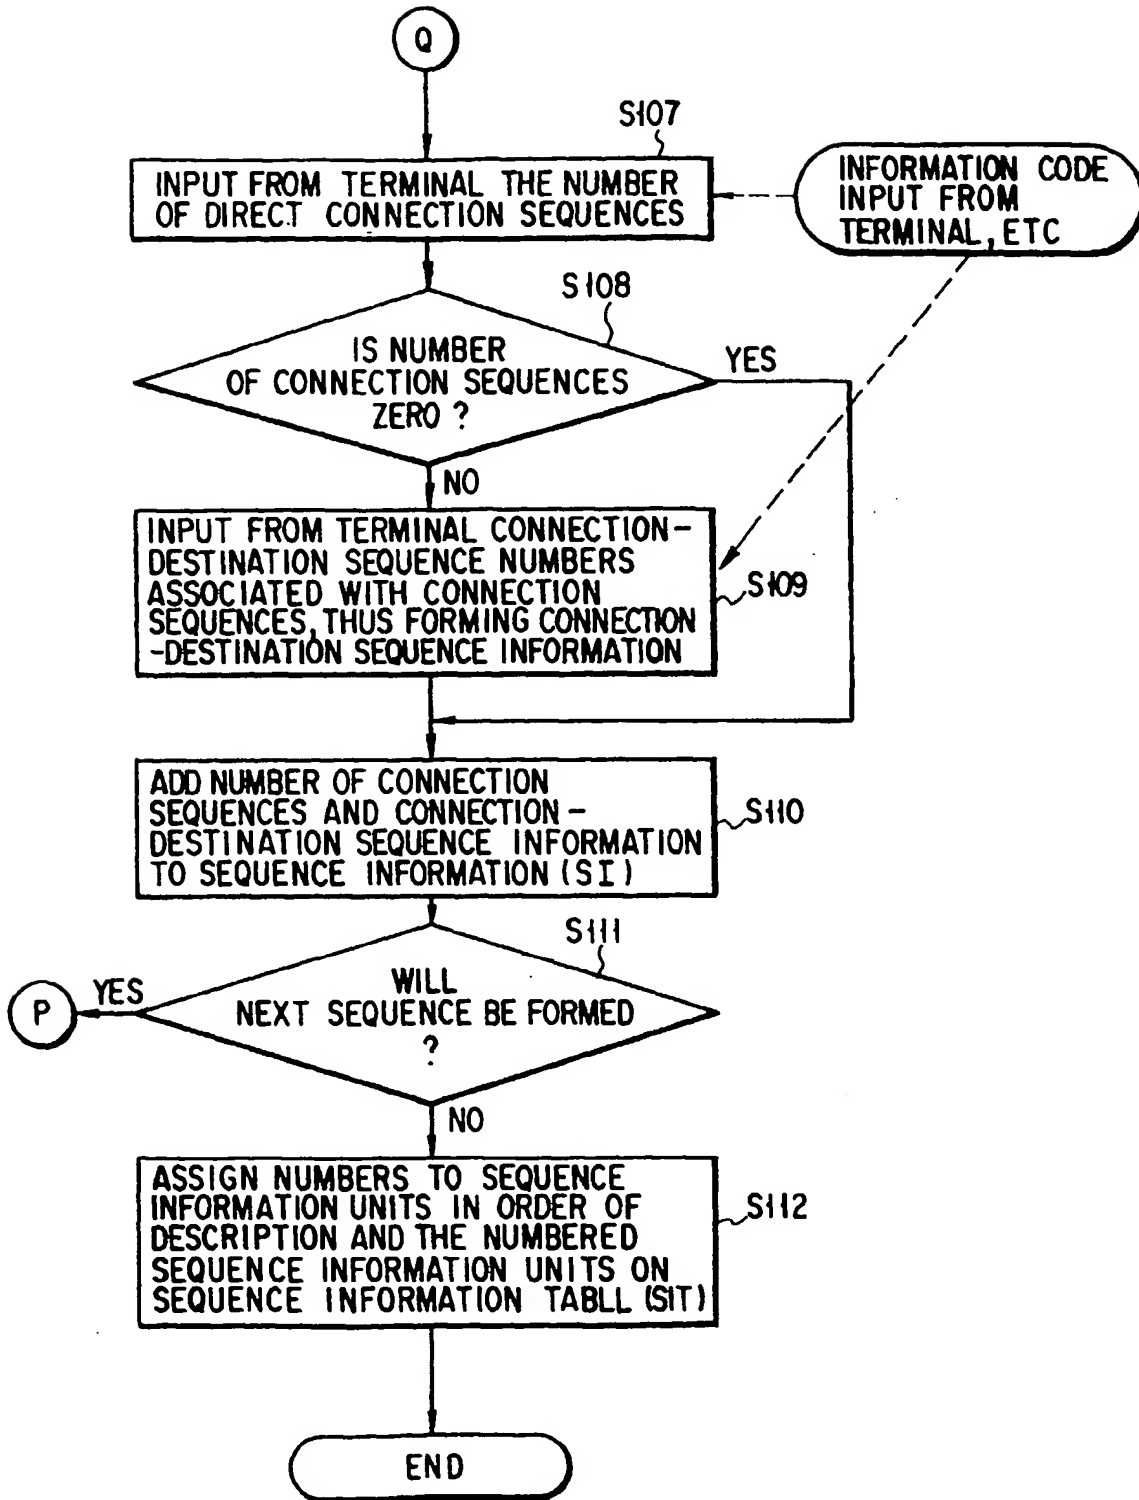 Q
S107
INPUT FROM TERMINAL THE NUMBER
OF DIRECT CONNECTION SEQUENCES
INFORMATION CODE
INPUT FROM
TERMINAL, ETC
S108
IS NUMBER
OF CONNECTION SEQUENCES
ZERO ?
YES
NO
INPUT FROM TERMINAL CONNECTION-
DESTINATION SEQUENCE NUMBERS
ASSOCIATED WITH CONNECTION
SEQUENCES, THUS FORMING CONNECTION
-DESTINATION SEQUENCE INFORMATION
S109
ADD NUMBER OF CONNECTION
SEQUENCES AND CONNECTION-
DESTINATION SEQUENCE INFORMATION
TO SEQUENCE INFORMATION (SI)
S110
S111
WILL
NEXT SEQUENCE BE FORMED
?
YES
P
NO
ASSIGN NUMBERS TO SEQUENCE
INFORMATION UNITS IN ORDER OF
DESCRIPTION AND THE NUMBERED
SEQUENCE INFORMATION UNITS ON
SEQUENCE INFORMATION TABLL (SIT)
S112
END